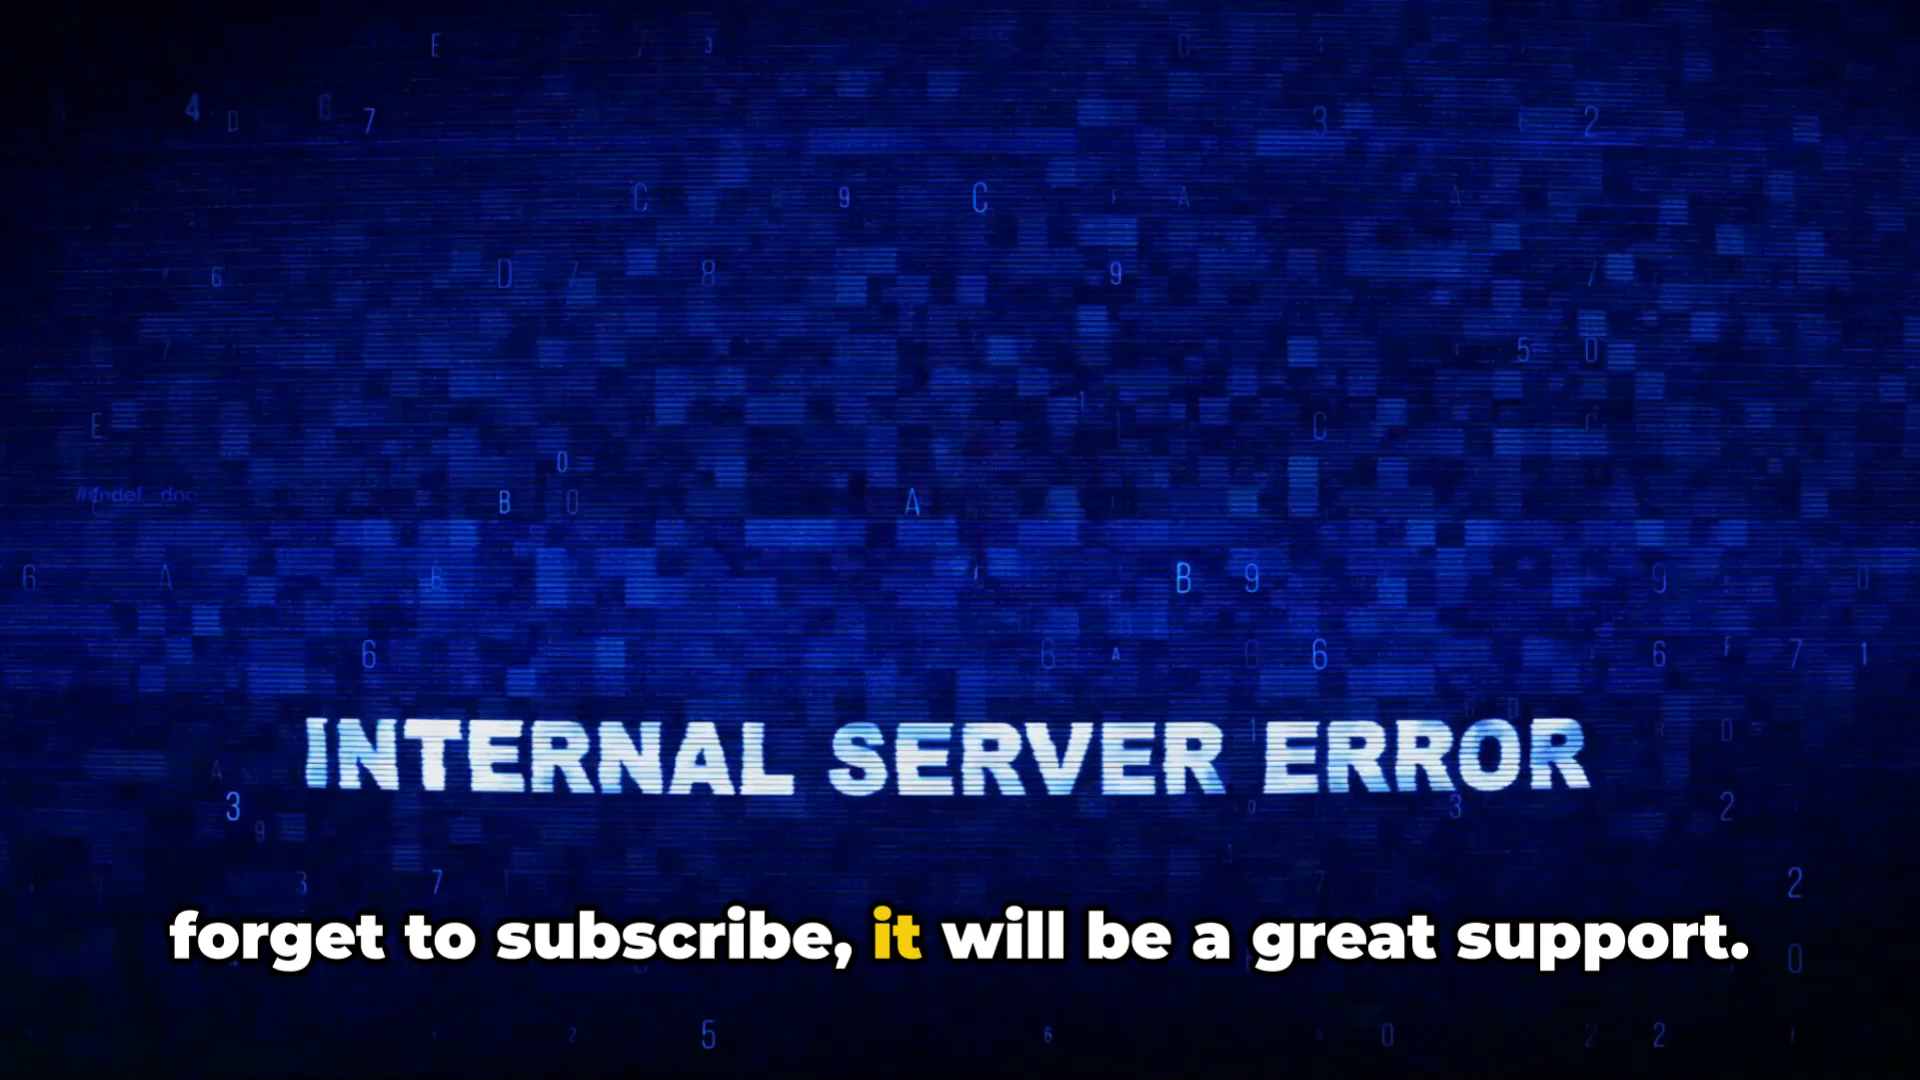 INTERNAL SERVER ERROR
forget to subscribe, it will be a great support.